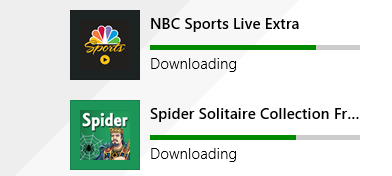 Sports
NBC Sports Live Extra
Downloading
Spider
Spider Solitaire Collection Fr...
Downloading